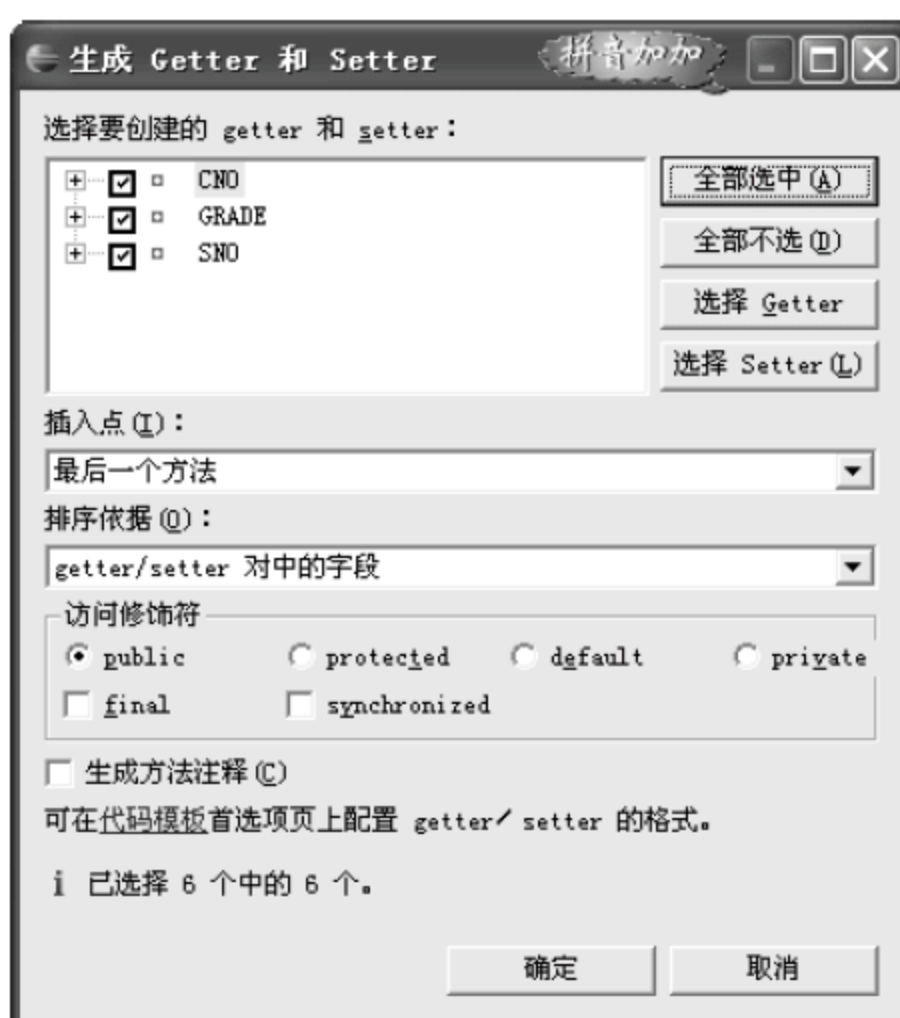 生成 Getter 和 Setter
拼音加加
选择要创建的 getter 和 setter：
CNO
GRADE
SNO
全部选中(A)
全部不选(D)
选择 Getter
选择 Setter(L)
插入点(I)：
最后一个方法
排序依据(O)：
getter/setter 对中的字段
访问修饰符
public protected default private
final synchronized
生成方法注释(C)
可在代码模板首选项页上配置 getter/ setter 的格式。
i 已选择 6 个中的 6 个。
确定 取消